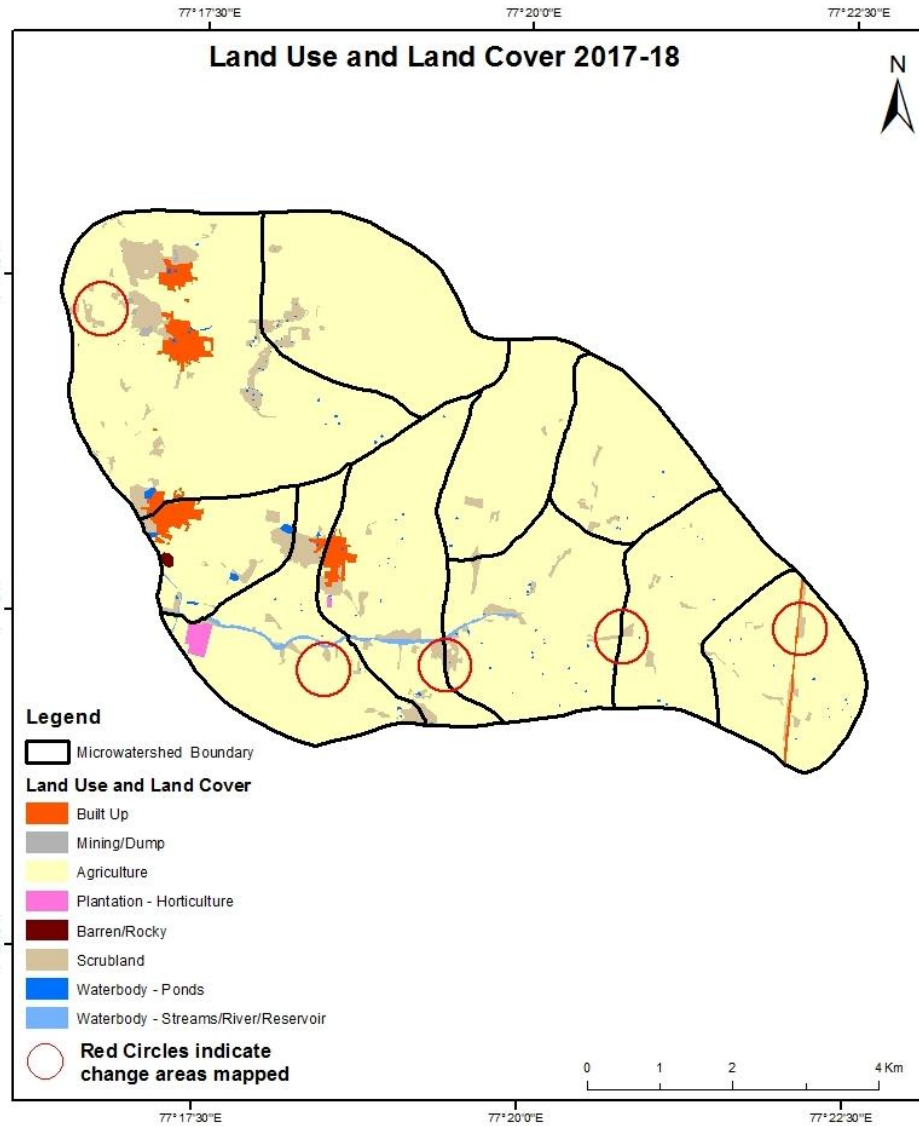 77°17'30"E 77°20'0"E 77°22'30"E
Land Use and Land Cover 2017-18
N
Legend
Microwatershed Boundary
Land Use and Land Cover
Built Up
Mining/Dump
Agriculture
Plantation - Horticulture
Barren/Rocky
Scrubland
Waterbody - Ponds
Waterbody - Streams/River/Reservoir
Red Circles indicate
change areas mapped
0 1 2 4 Km
77°17'30"E 77°20'0"E 77°22'30"E